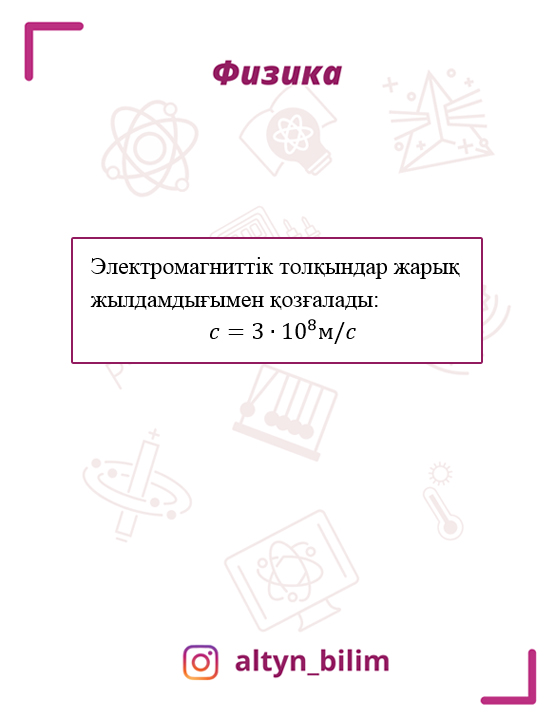 Физика
Электромагниттік толқындар жарық
жылдамдығымен қозғалады:
c = 3 · 10⁸м/с
altyn_bilim